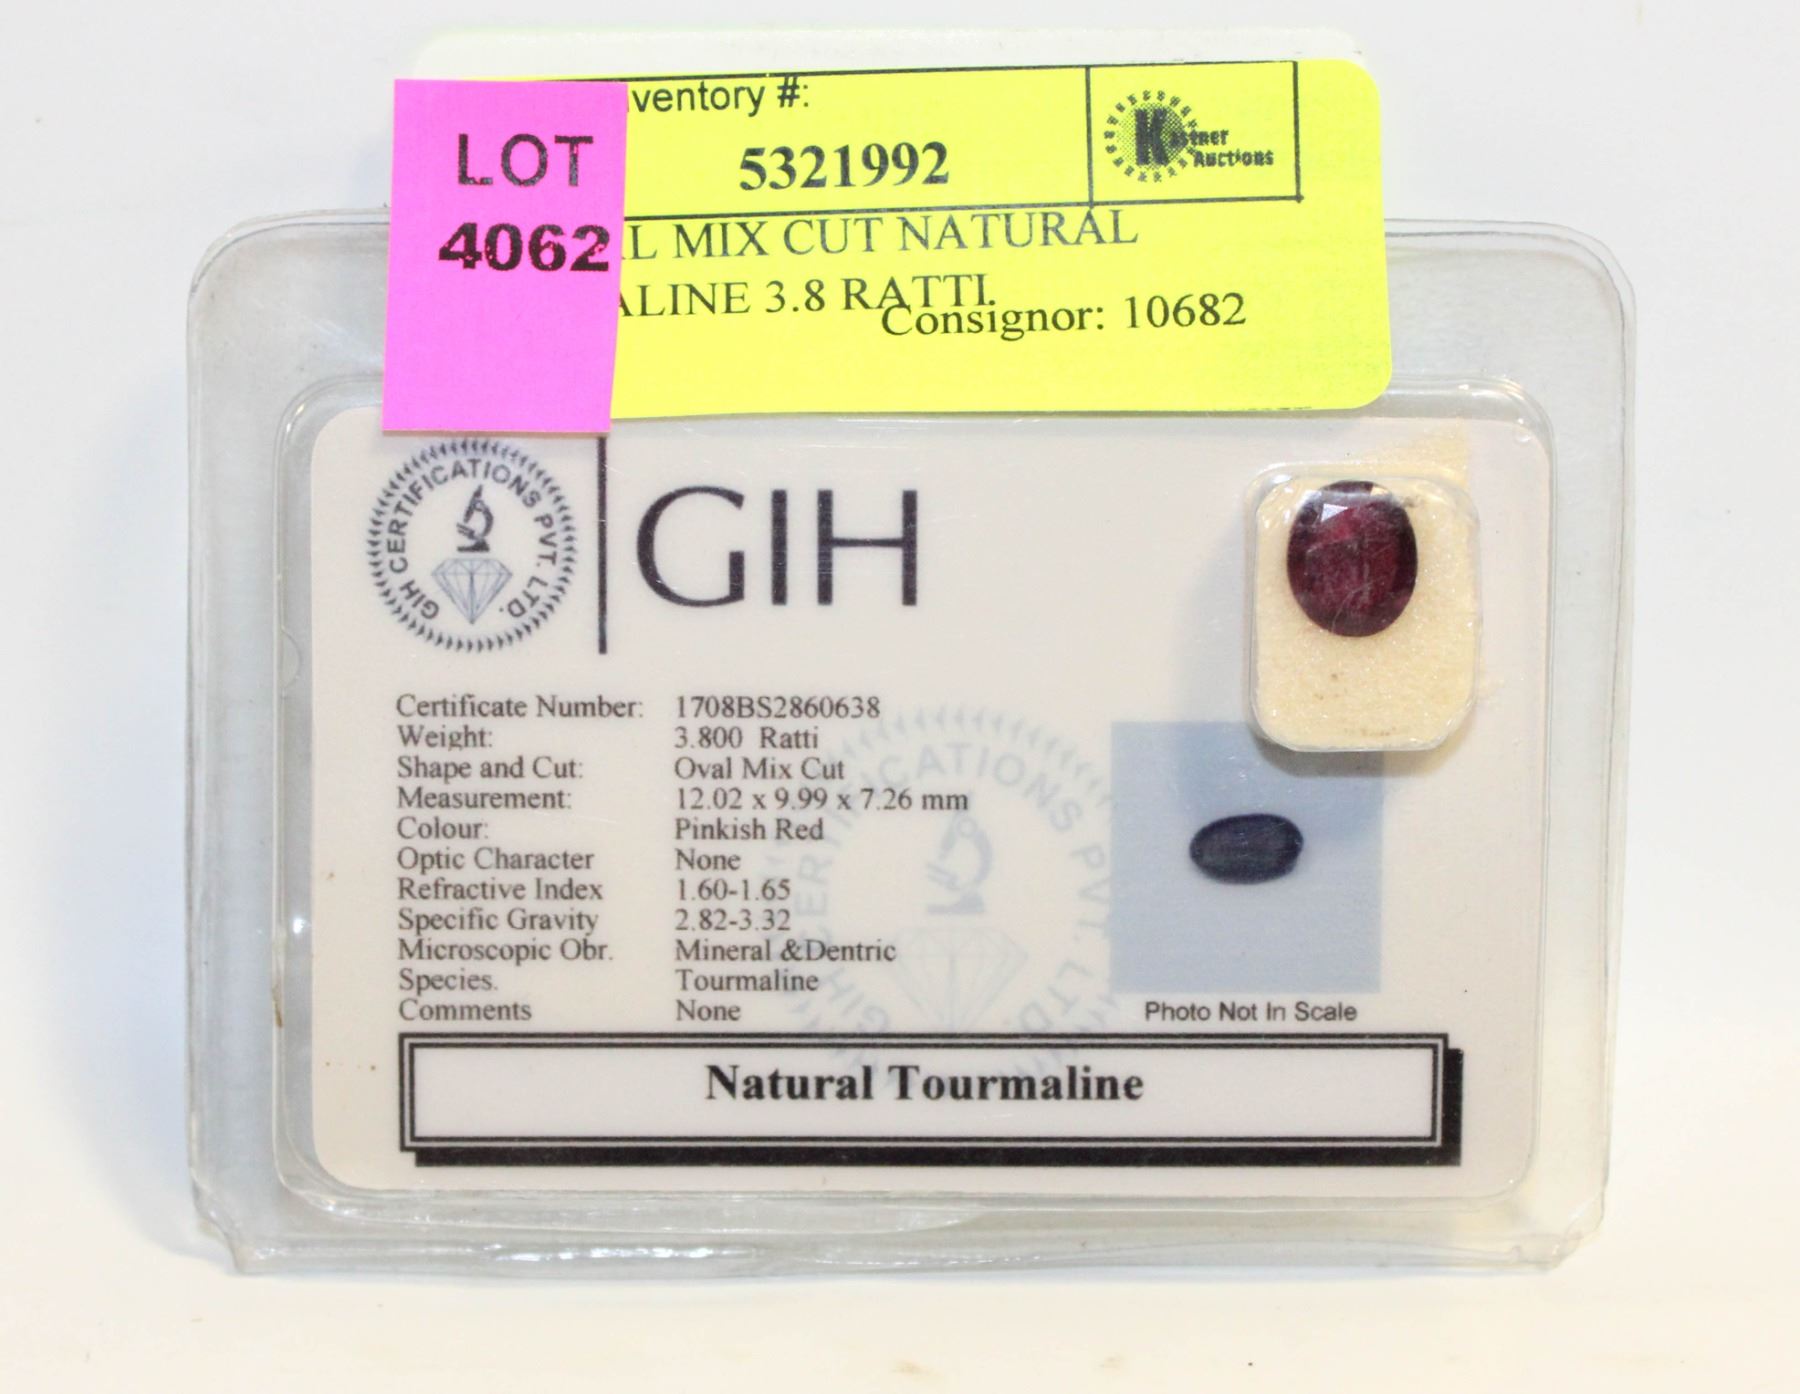 LOT
4062
ventory #:
5321992
Kastner
Auctions
L MIX CUT NATURAL
ALINE 3.8 RATTI.
Consignor: 10682
GIH CERTIFICATIONS PVT. LTD.
GIH
Certificate Number: 1708BS2860638
Weight: 3.800 Ratti
Shape and Cut: Oval Mix Cut
Measurement: 12.02 x 9.99 x 7.26 mm
Colour: Pinkish Red
Optic Character None
Refractive Index 1.60-1.65
Specific Gravity 2.82-3.32
Microscopic Obr. Mineral &Dentric
Species. Tourmaline
Comments None
Photo Not In Scale
Natural Tourmaline